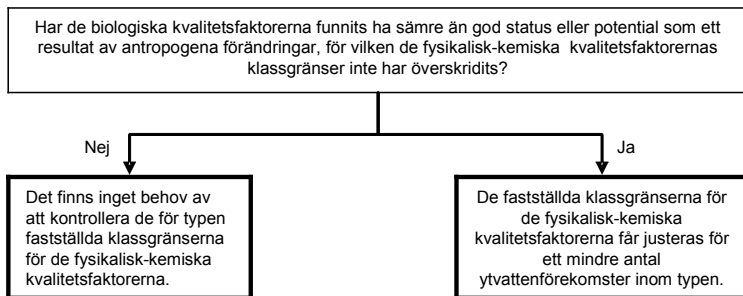 Har de biologiska kvalitetsfaktorerna funnits ha sämre än god status eller potential som ett
resultat av antropogena förändringar, för vilken de fysikalisk-kemiska kvalitetsfaktorernas
klassgränser inte har överskridits?
Nej
Ja
Det finns inget behov av
att kontrollera de för typen
fastställda klassgränserna
för de fysikalisk-kemiska
kvalitetsfaktorerna.
De fastställda klassgränserna för
de fysikalisk-kemiska
kvalitetsfaktorerna får justeras för
ett mindre antal
ytvattenförekomster inom typen.